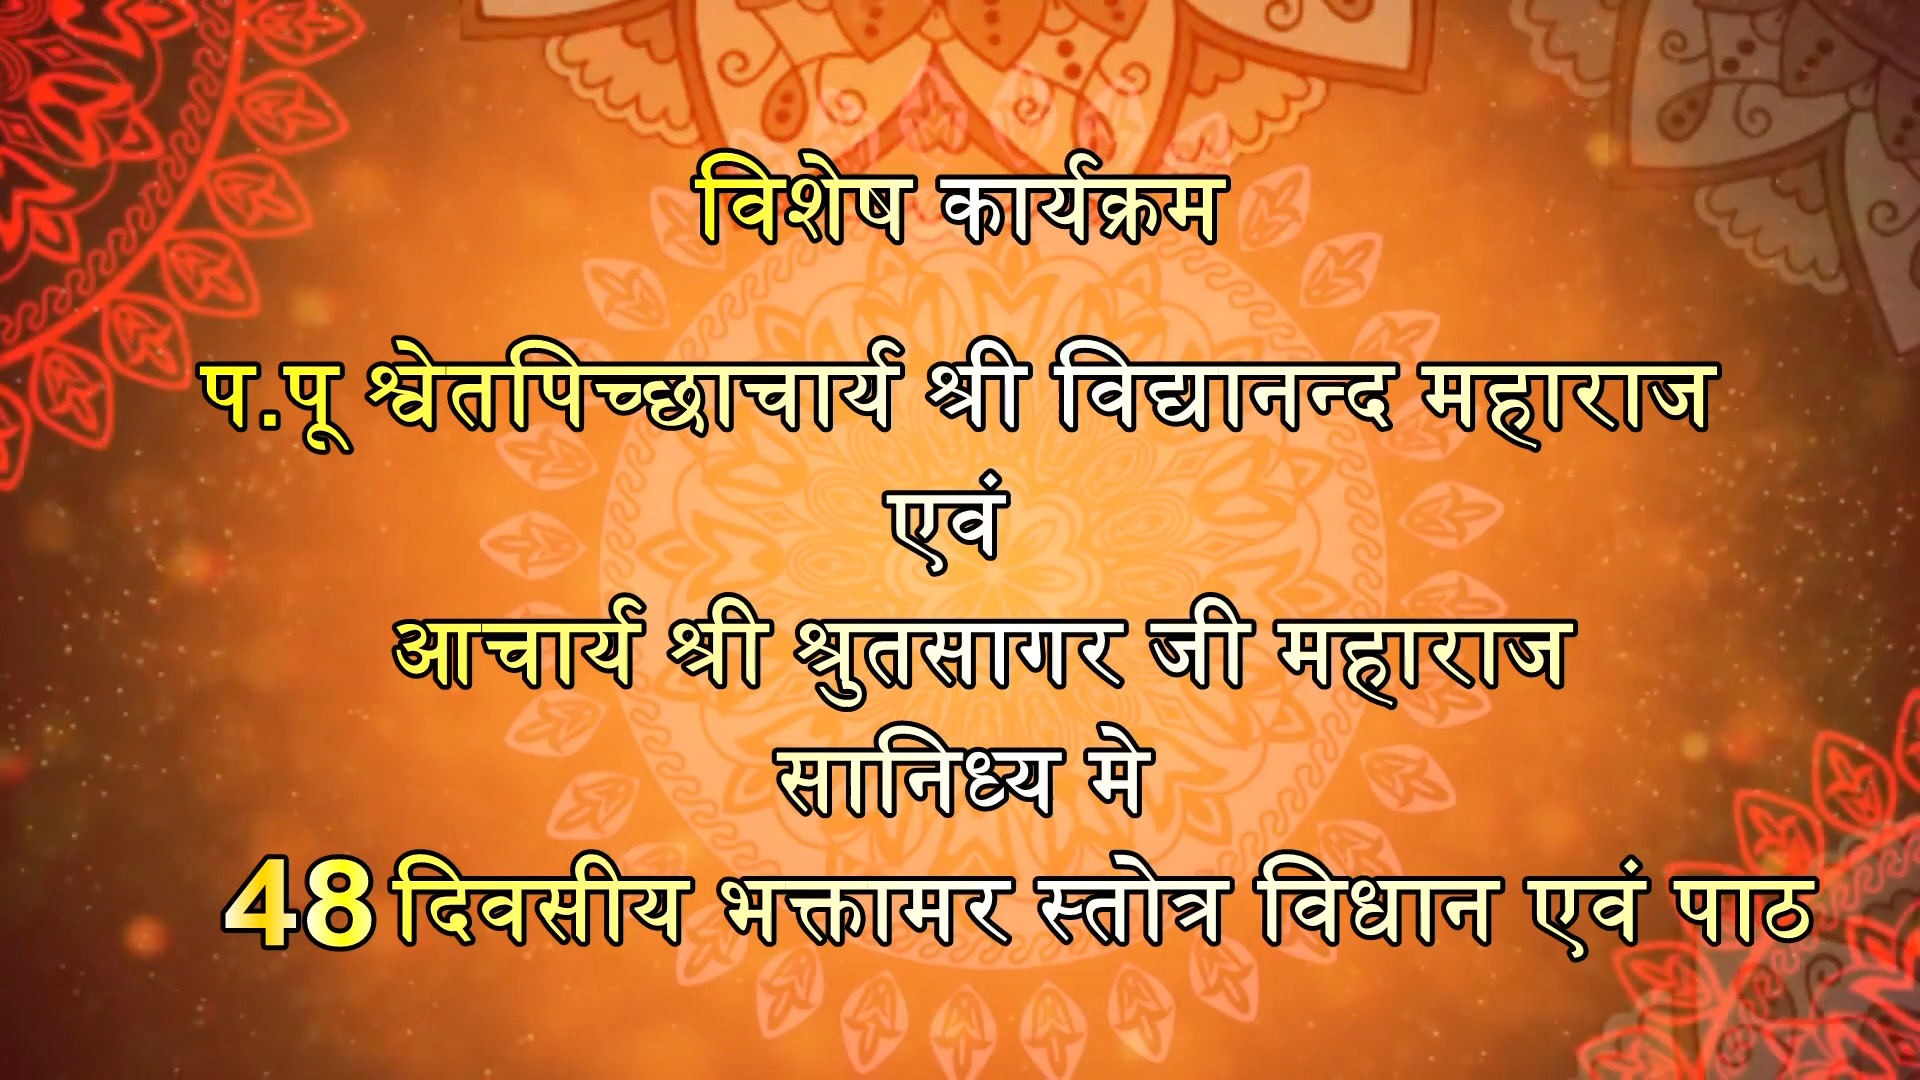 विशेष कार्यक्रम
प.पू श्वेतपिच्छाचार्य श्री विद्यानन्द महाराज
एवं
आचार्य श्री श्रुतसागर जी महाराज
सानिध्य मे
48 दिवसीय भक्तामर स्तोत्र विधान एवं पाठ